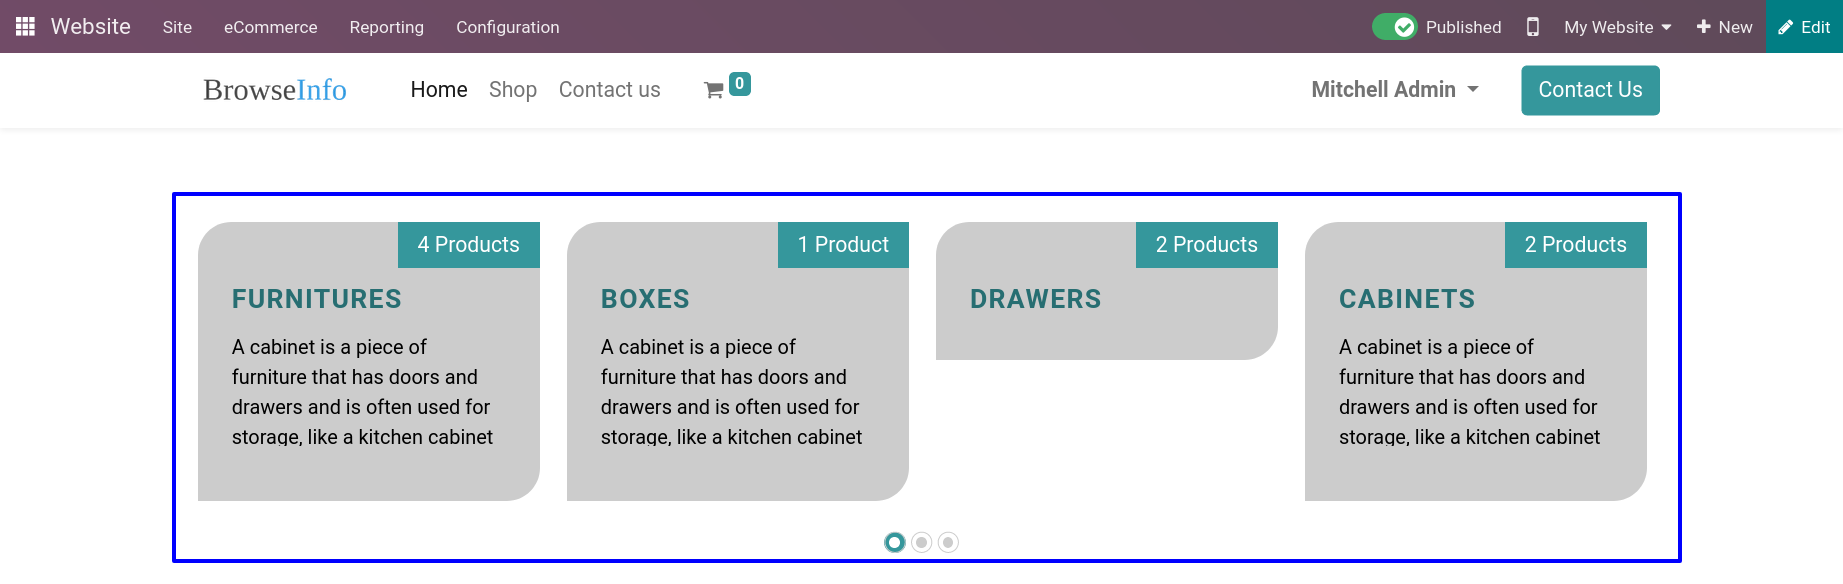 Website Site eCommerce Reporting Configuration Published My Website New Edit
BrowseInfo Home Shop Contact us 0 Mitchell Admin Contact Us
4 Products
FURNITURES
A cabinet is a piece of
furniture that has doors and
drawers and is often used for
storage, like a kitchen cabinet
1 Product
BOXES
A cabinet is a piece of
furniture that has doors and
drawers and is often used for
storage, like a kitchen cabinet
2 Products
DRAWERS
2 Products
CABINETS
A cabinet is a piece of
furniture that has doors and
drawers and is often used for
storage, like a kitchen cabinet